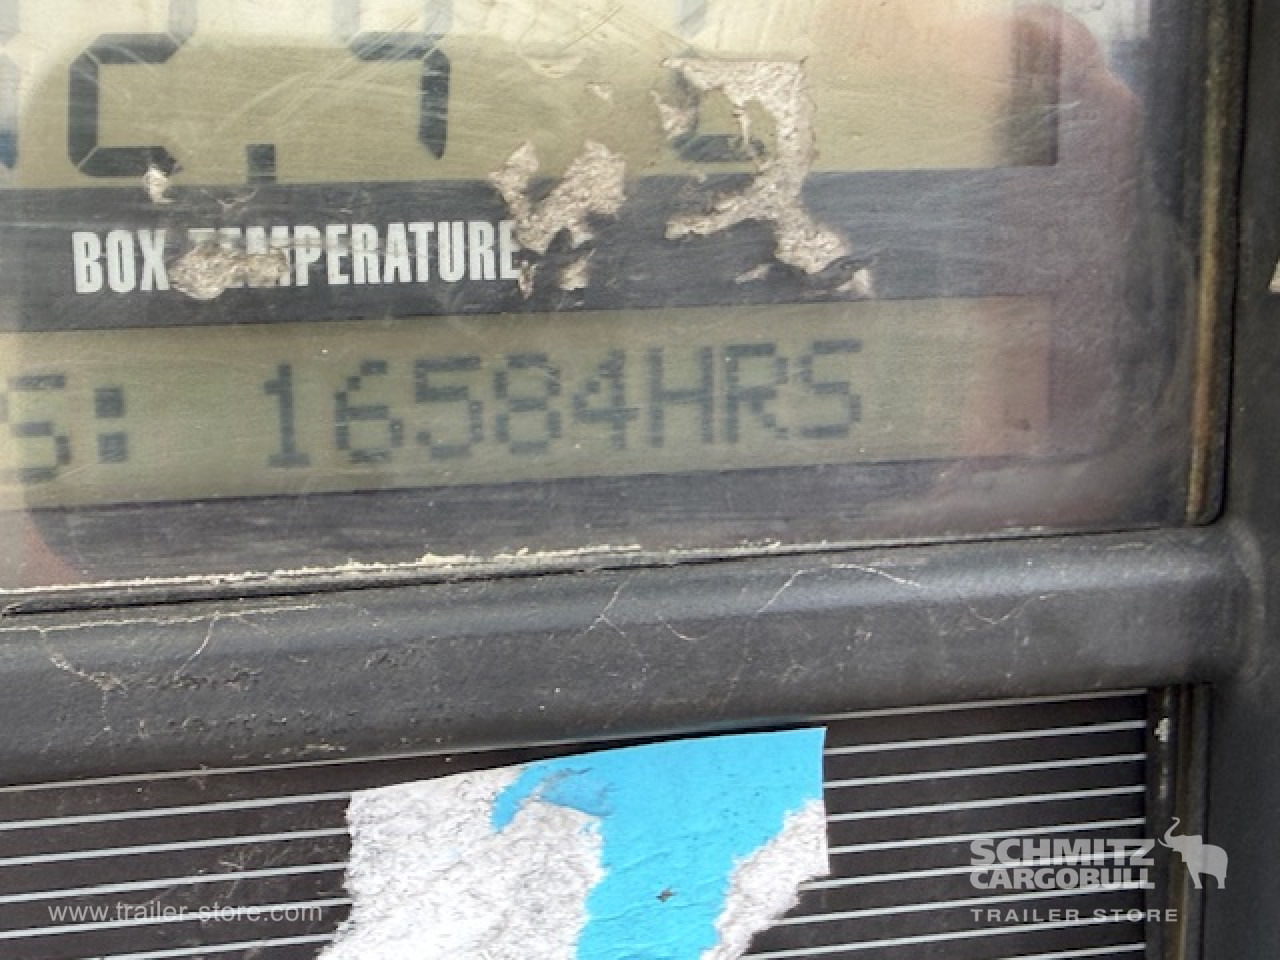 BOX TEMPERATURE
S: 16584HRS
SCHMITZ
CARGOBULL
TRAILER STORE
www.trailer-store.com